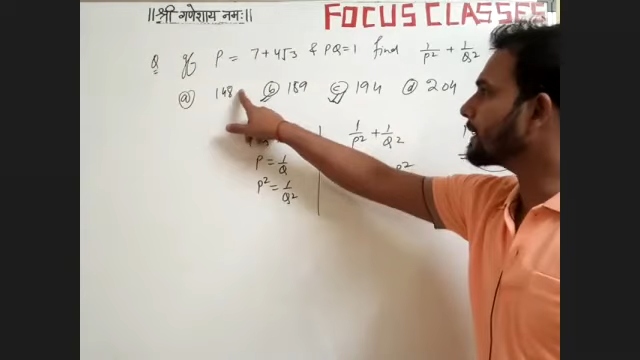 ॥श्री गणेशाय नमः॥
FOCUS CLASSES
Q If P = 7+4√3 & PQ=1 find 1/P² + 1/Q²
(a) 148 (b) 189 (c) 194 (d) 204
P = 1/Q
P² = 1/Q²
1/P² + 1/Q²